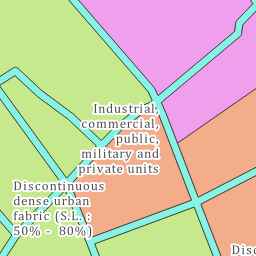 Industrial,
commercial,
public,
military and
private units
Discontinuous
dense urban
fabric (S.L. :
50% - 80%)
Disc